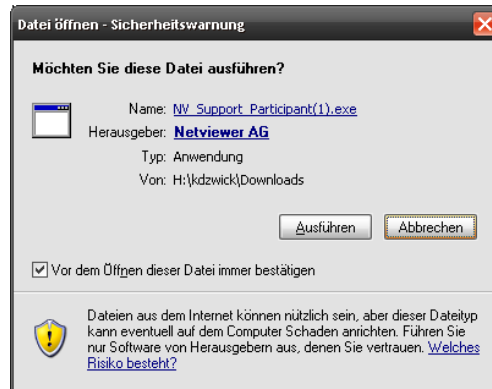 Datei öffnen - Sicherheitswarnung
Möchten Sie diese Datei ausführen?
Name: NV_Support_Participant(1).exe
Herausgeber: Netviewer AG
Typ: Anwendung
Von: H:\kdzwick\Downloads
Ausführen Abbrechen
Vor dem Öffnen dieser Datei immer bestätigen
Dateien aus dem Internet können nützlich sein, aber dieser Dateityp
kann eventuell auf dem Computer Schaden anrichten. Führen Sie
nur Software von Herausgebern aus, denen Sie vertrauen. Welches
Risiko besteht?